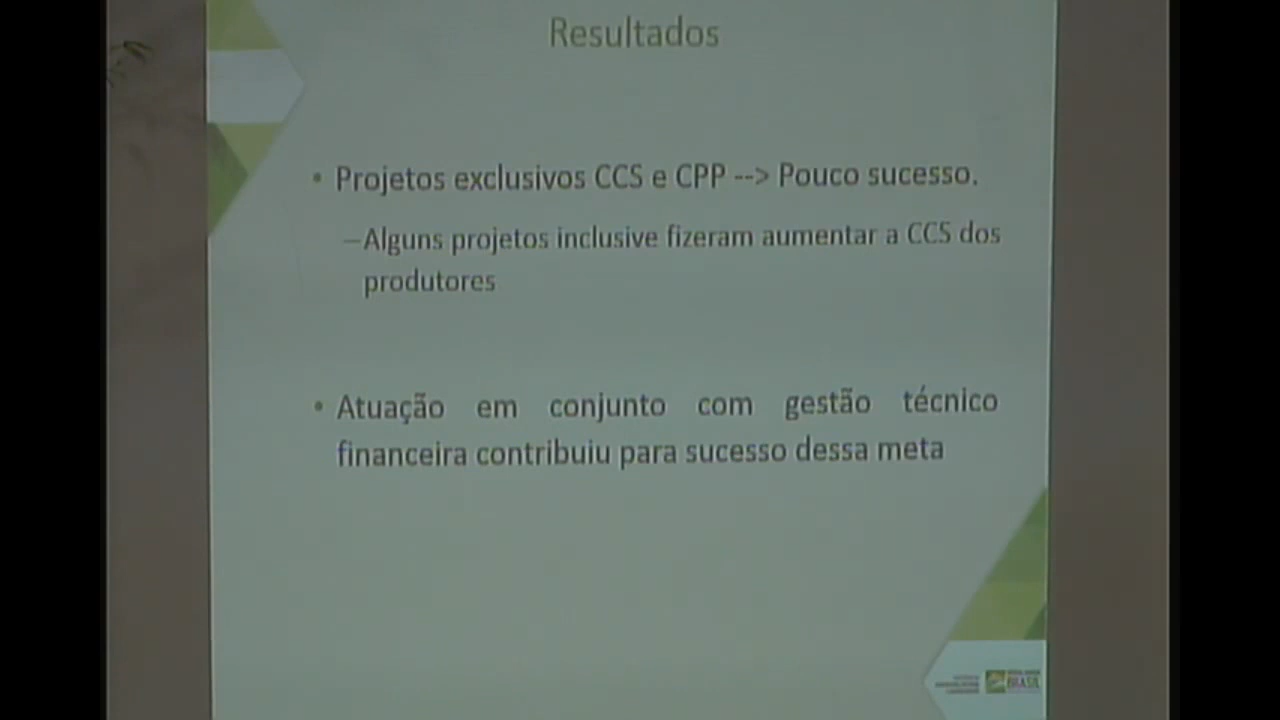 Resultados
• Projetos exclusivos CCS e CPP --> Pouco sucesso.
–Alguns projetos inclusive fizeram aumentar a CCS dos
produtores
• Atuação em conjunto com gestão técnico
financeira contribuiu para sucesso dessa meta
BRASIL